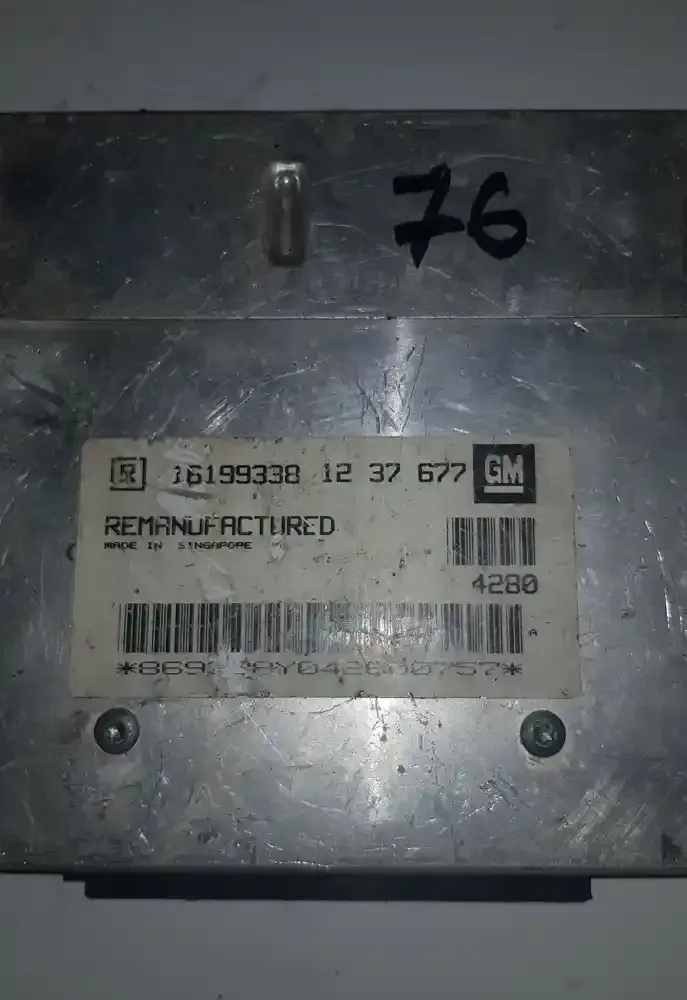 76
R 16199338 12 37 677 GM
REMANUFACTURED
MADE IN SINGAPORE
4280
A